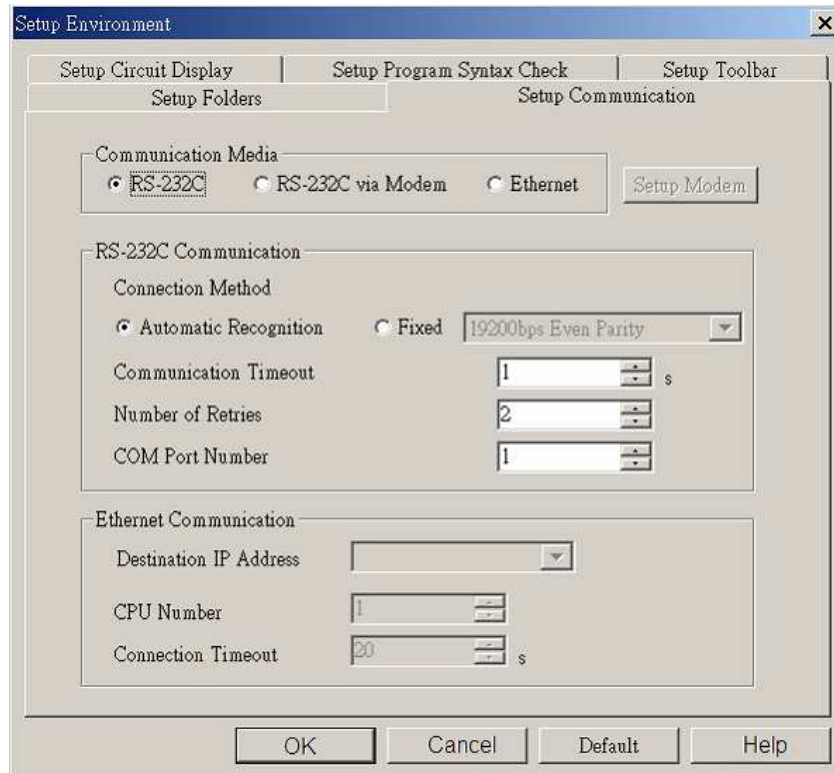 Setup Environment
Setup Circuit Display
Setup Program Syntax Check
Setup Toolbar
Setup Folders
Setup Communication
Communication Media
RS-232C
RS-232C via Modem
Ethernet
Setup Modem
RS-232C Communication
Connection Method
Automatic Recognition
Fixed
19200bps Even Parity
Communication Timeout
1
s
Number of Retries
2
COM Port Number
1
Ethernet Communication
Destination IP Address
CPU Number
1
Connection Timeout
20
s
OK
Cancel
Default
Help